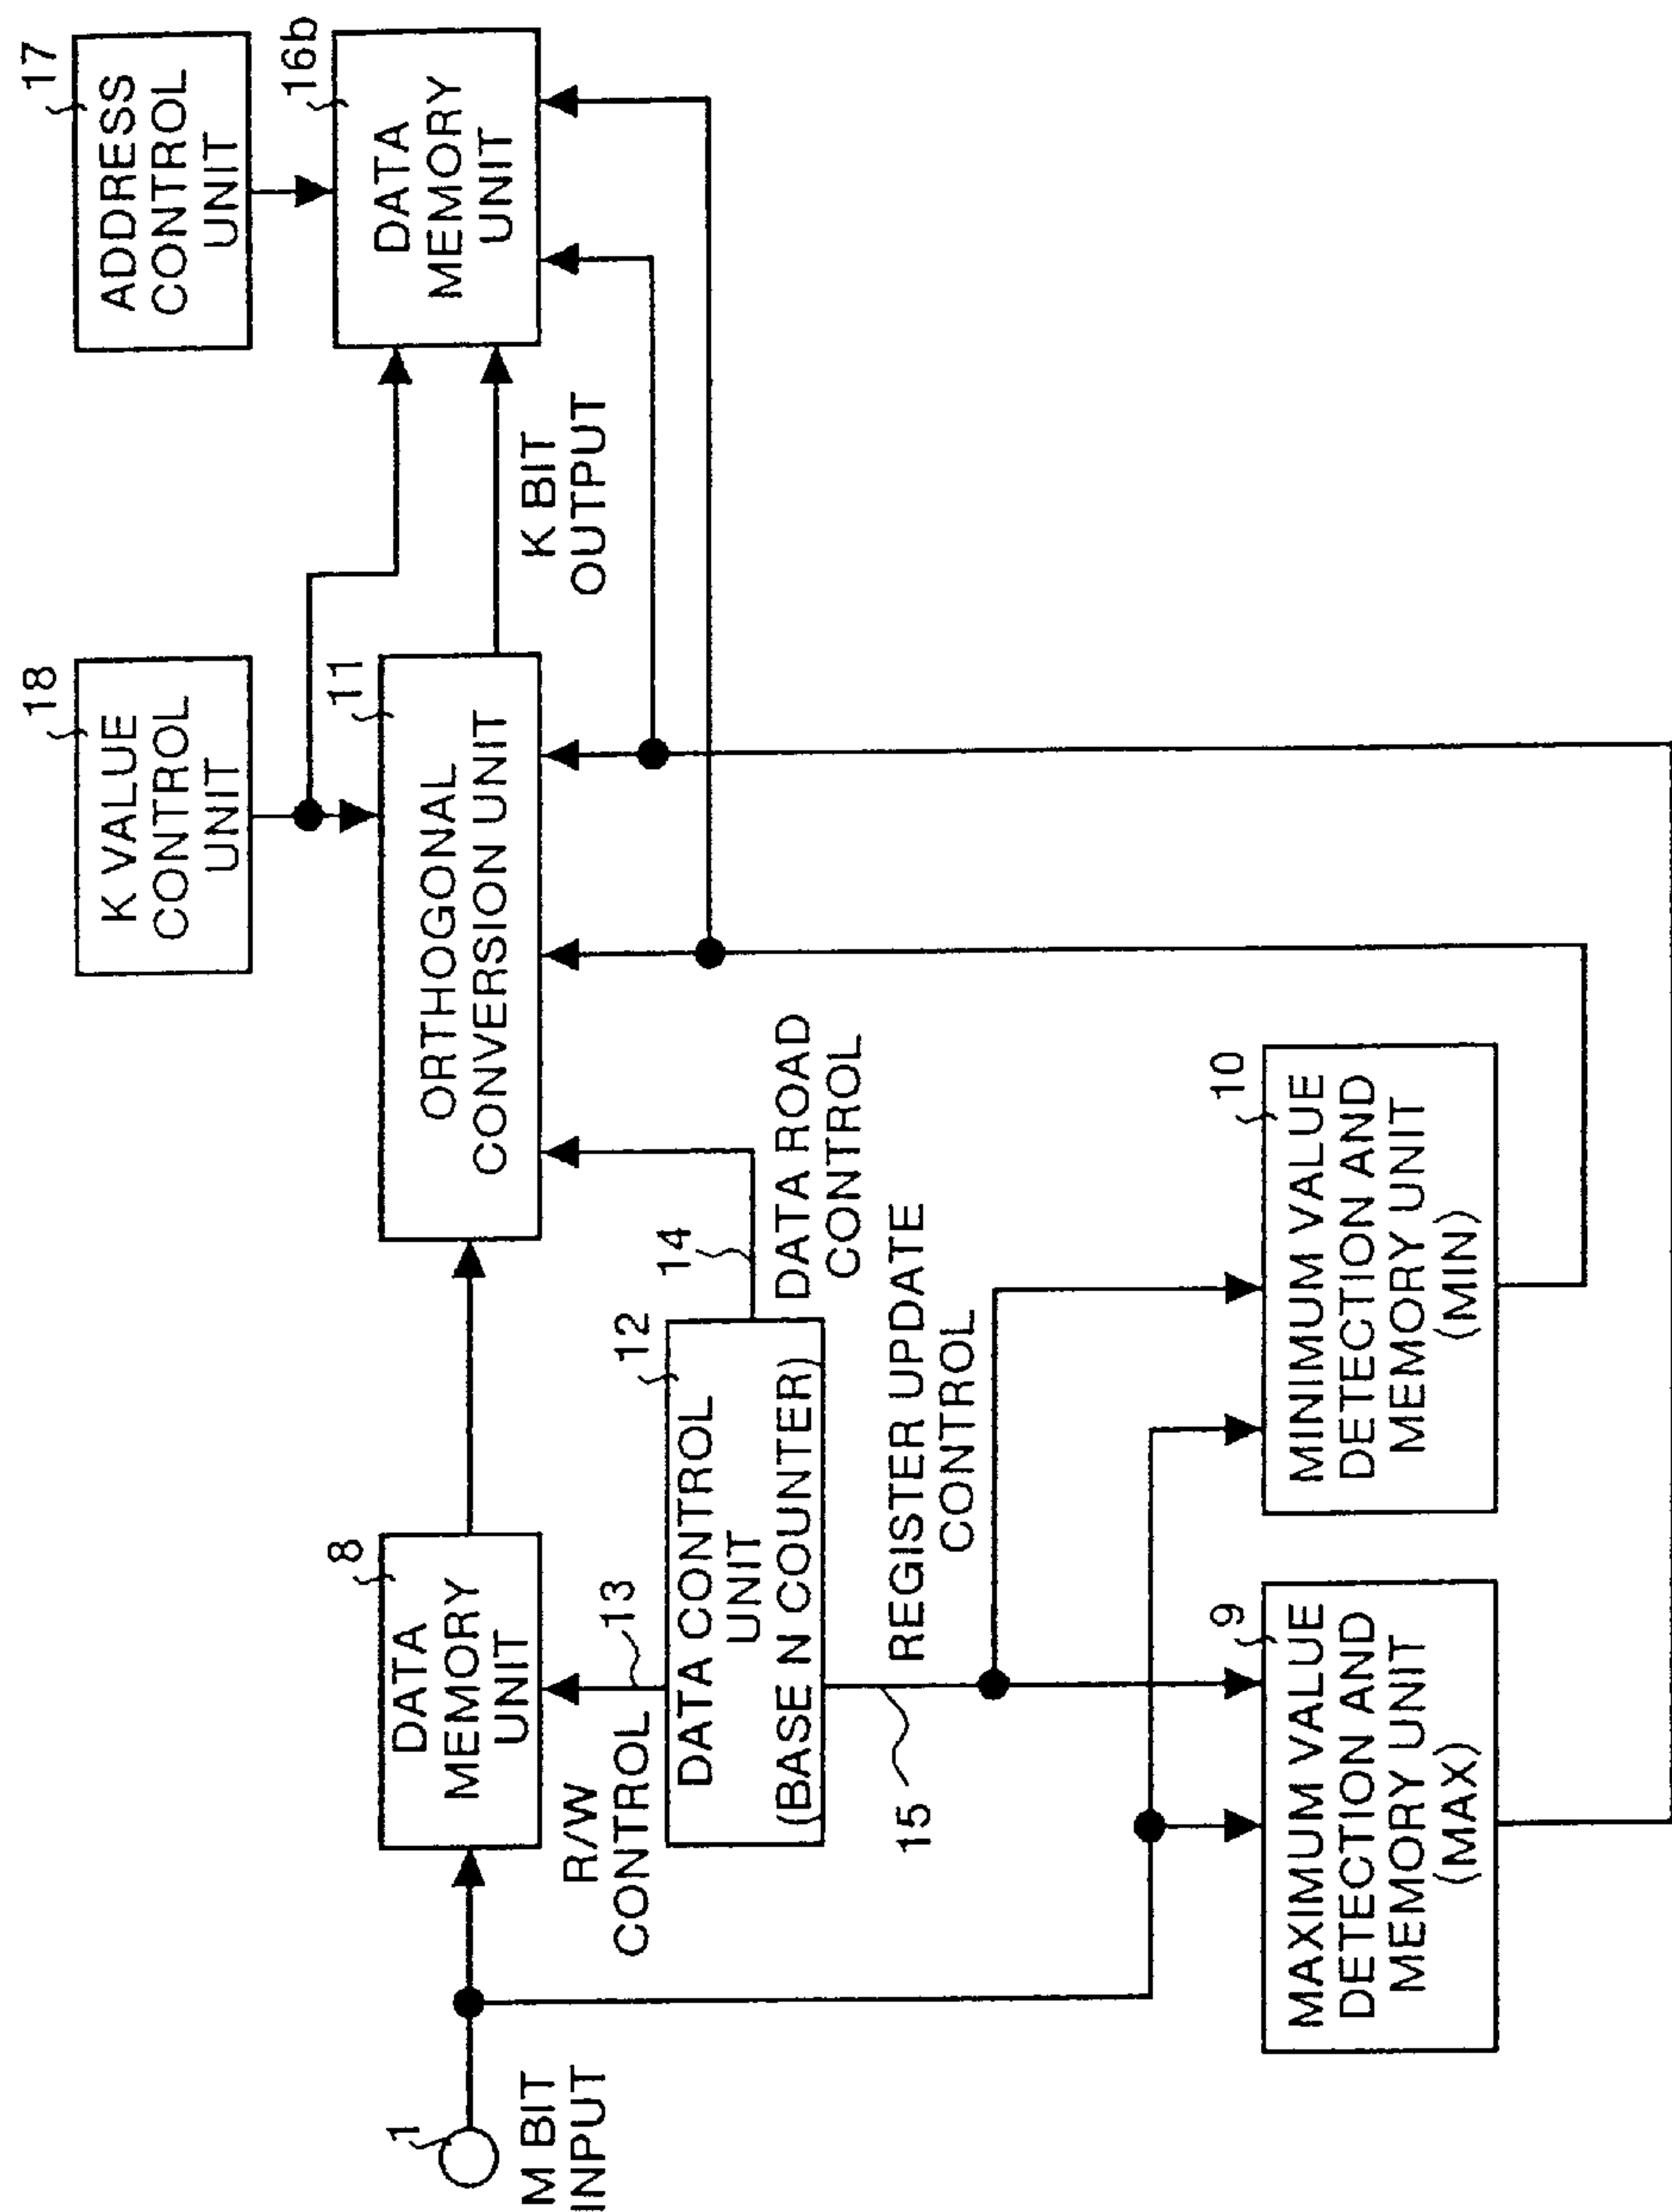 17
ADDRESS
CONTROL
UNIT
16b
DATA
MEMORY
UNIT
18
K VALUE
CONTROL
UNIT
11
ORTHOGONAL
CONVERSION UNIT
K BIT
OUTPUT
8
DATA
MEMORY
UNIT
1
M BIT
INPUT
R/W
CONTROL
13
12
DATA CONTROL
UNIT
(BASE N COUNTER)
14
DATA ROAD
CONTROL
15
REGISTER UPDATE
CONTROL
9
MAXIMUM VALUE
DETECTION AND
MEMORY UNIT
(MAX)
10
MINIMUM VALUE
DETECTION AND
MEMORY UNIT
(MIN)